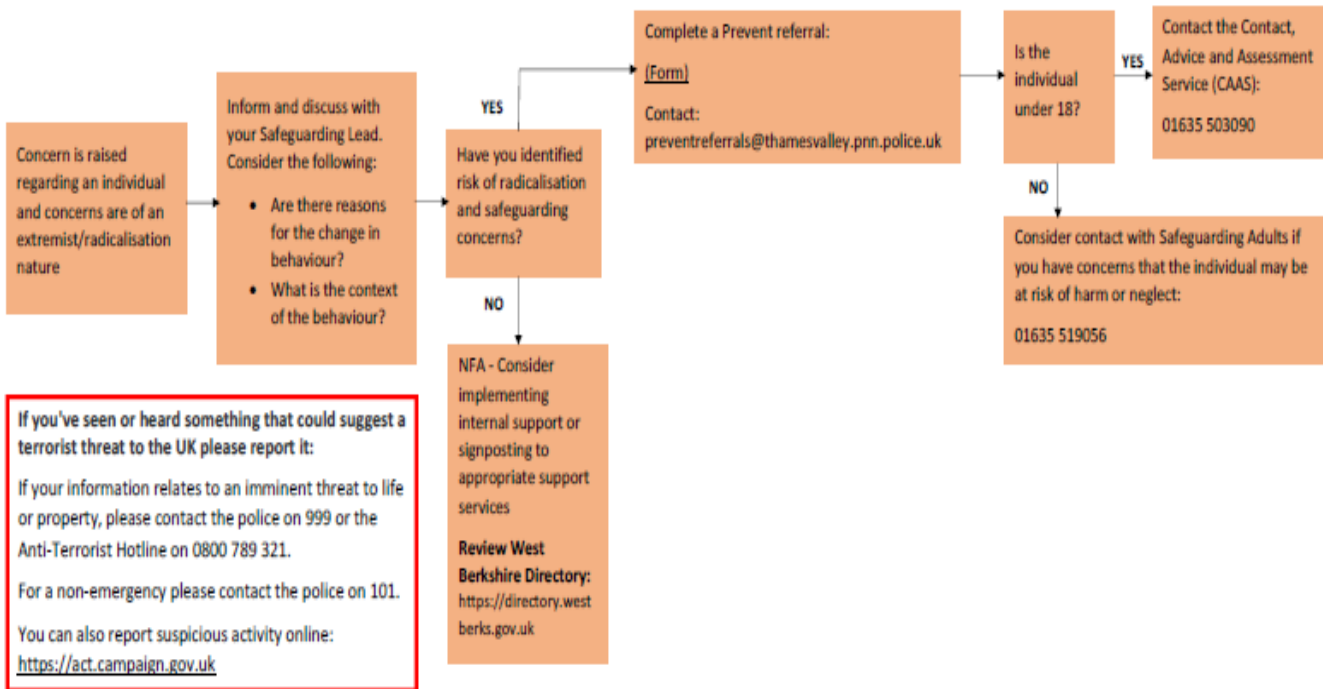 Concern is raised
regarding an individual
and concerns are of an
extremist/radicalisation
nature
Inform and discuss with
your Safeguarding Lead.
Consider the following:
• Are there reasons
for the change in
behaviour?
• What is the context
of the behaviour?
YES
Have you identified
risk of radicalisation
and safeguarding
concerns?
NO
NFA - Consider
implementing
internal support or
signposting to
appropriate support
services
Review West
Berkshire Directory:
https://directory.west
berks.gov.uk
Complete a Prevent referral:
(Form)
Contact:
preventreferrals@thamesvalley.pnn.police.uk
Is the
individual
under 18?
YES
Contact the Contact,
Advice and Assessment
Service (CAAS):
01635 503090
NO
Consider contact with Safeguarding Adults if
you have concerns that the individual may be
at risk of harm or neglect:
01635 519056
If you've seen or heard something that could suggest a
terrorist threat to the UK please report it:
If your information relates to an imminent threat to life
or property, please contact the police on 999 or the
Anti-Terrorist Hotline on 0800 789 321.
For a non-emergency please contact the police on 101.
You can also report suspicious activity online:
https://act.campaign.gov.uk